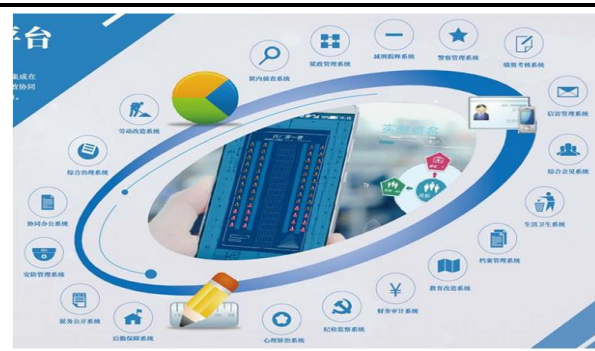 平台
集成在
政协同
狱内侦查系统
狱政管理系统
减刑假释系统
警察管理系统
绩效考核系统
信访管理系统
综合会见系统
生活卫生系统
档案管理系统
教育改造系统
财务审计系统
纪检监察系统
心理矫治系统
后勤保障系统
狱务公开系统
安防管理系统
协同办公系统
综合治理系统
劳动改造系统